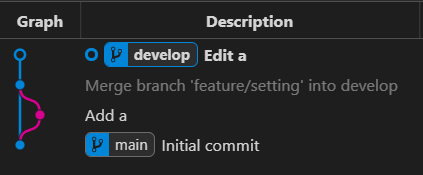 Graph Description
develop Edit a
Merge branch 'feature/setting' into develop
Add a
main Initial commit